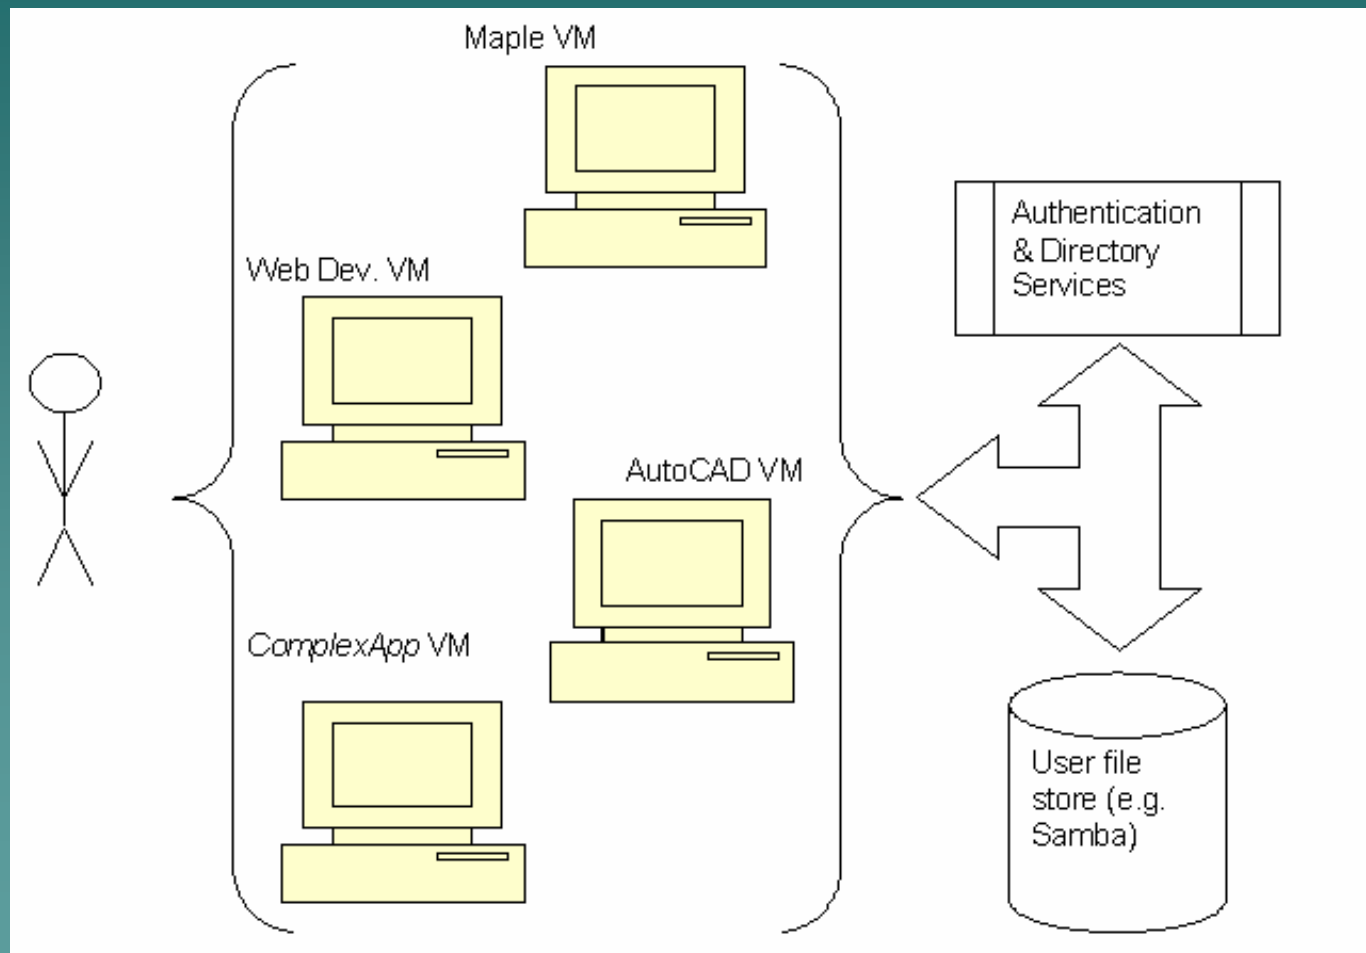 Maple VM
Web Dev. VM
AutoCAD VM
ComplexApp VM
Authentication
& Directory
Services
User file
store (e.g.
Samba)